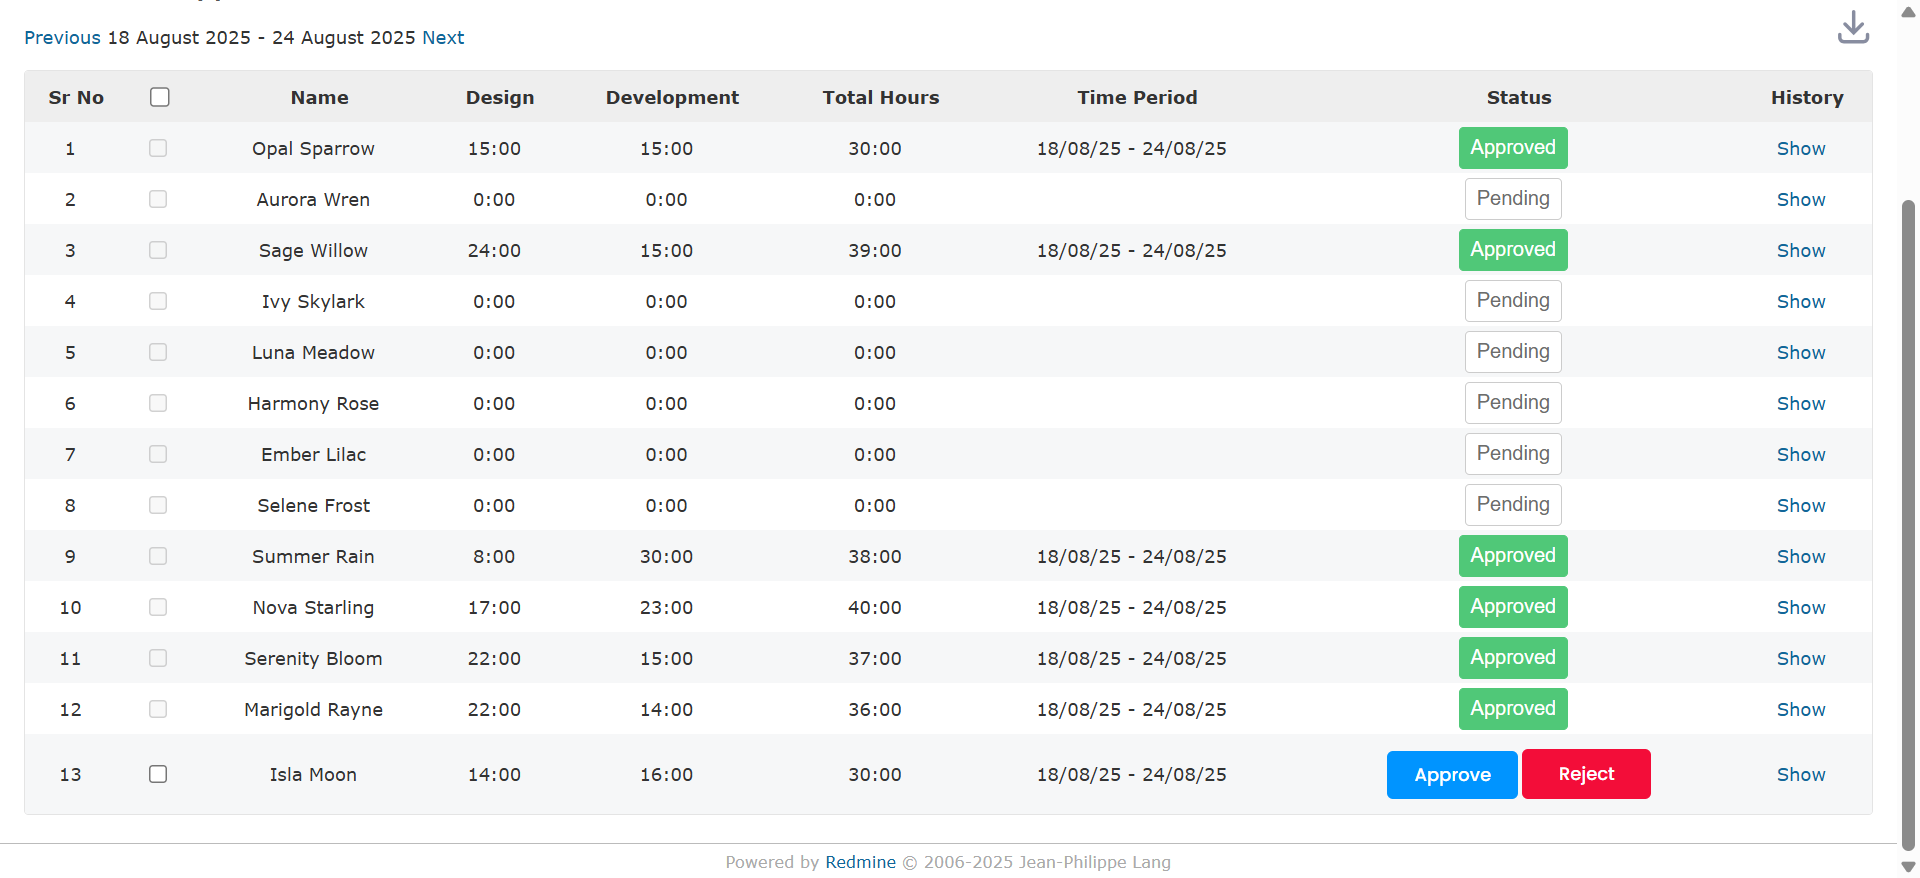 Previous 18 August 2025 - 24 August 2025 Next
Sr No Name Design Development Total Hours Time Period Status History
1 Opal Sparrow 15:00 15:00 30:00 18/08/25 - 24/08/25 Approved Show
2 Aurora Wren 0:00 0:00 0:00 Pending Show
3 Sage Willow 24:00 15:00 39:00 18/08/25 - 24/08/25 Approved Show
4 Ivy Skylark 0:00 0:00 0:00 Pending Show
5 Luna Meadow 0:00 0:00 0:00 Pending Show
6 Harmony Rose 0:00 0:00 0:00 Pending Show
7 Ember Lilac 0:00 0:00 0:00 Pending Show
8 Selene Frost 0:00 0:00 0:00 Pending Show
9 Summer Rain 8:00 30:00 38:00 18/08/25 - 24/08/25 Approved Show
10 Nova Starling 17:00 23:00 40:00 18/08/25 - 24/08/25 Approved Show
11 Serenity Bloom 22:00 15:00 37:00 18/08/25 - 24/08/25 Approved Show
12 Marigold Rayne 22:00 14:00 36:00 18/08/25 - 24/08/25 Approved Show
13 Isla Moon 14:00 16:00 30:00 18/08/25 - 24/08/25 Approve Reject Show
Powered by Redmine © 2006-2025 Jean-Philippe Lang